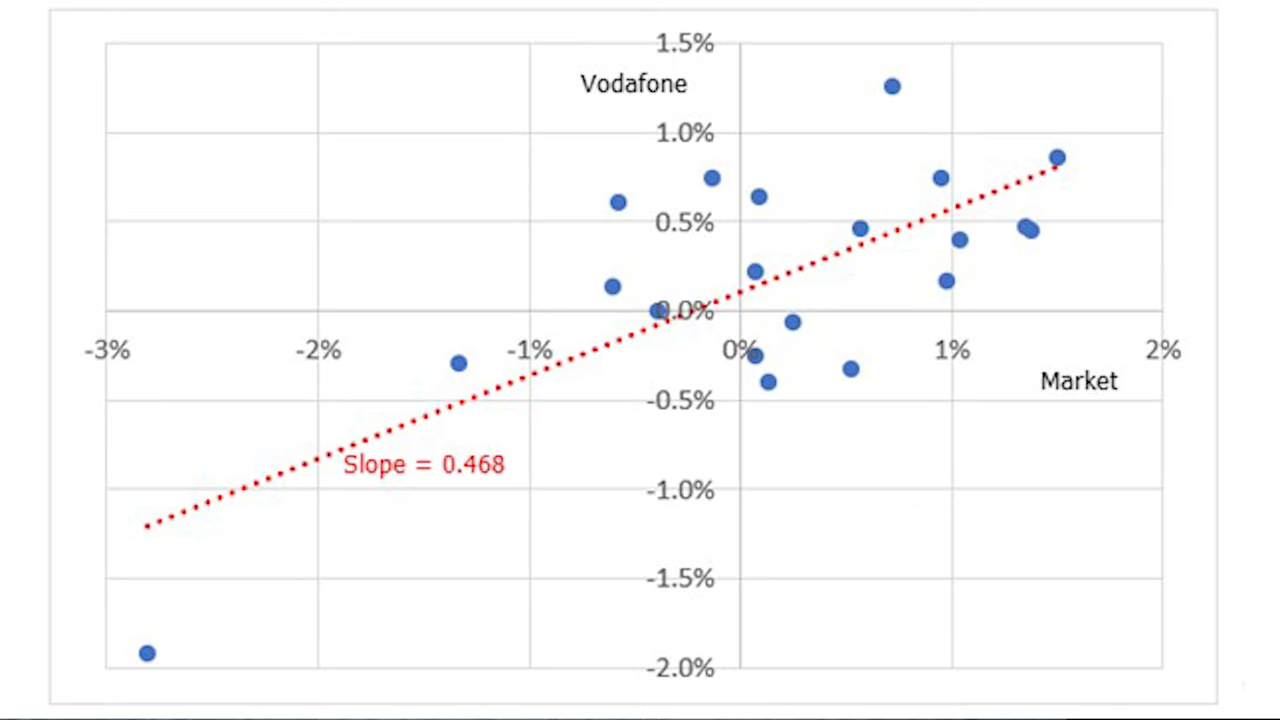 1.5%
Vodafone
1.0%
0.5%
0.0%
-3% -2% -1% 0% 1% 2%
Market
-0.5%
Slope = 0.468
-1.0%
-1.5%
-2.0%